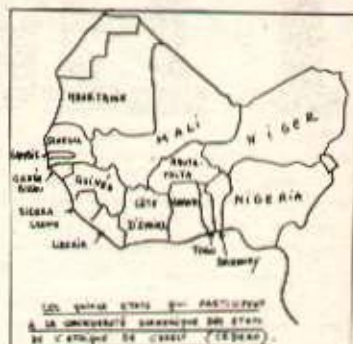 MAURITANIE
MALI
NIGER
SENEGAL
GAMBIE
HAUTE
VOLTA
GUINÉE
GUINÉE
BISSAU
CÔTE
D'IVOIRE
GHANA
NIGERIA
SIERRA
LEONE
LIBERIA
TOGO
DAHOMEY
LES QUINZE ETATS QUI PARTICIPENT
A LA COMMUNAUTÉ ECONOMIQUE DES ETATS
DE L'AFRIQUE DE L'OUEST (CEDEAO)